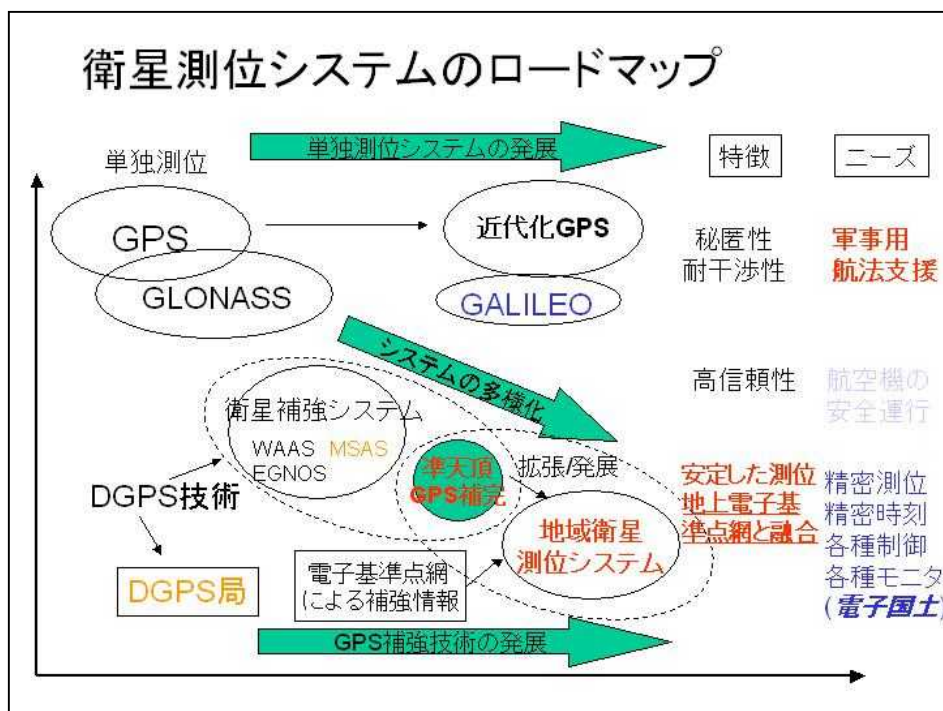 衛星測位システムのロードマップ
単独測位システムの発展
特徴
ニーズ
単独測位
GPS
GLONASS
近代化GPS
GALILEO
秘匿性
耐干渉性
軍事用
航法支援
システムの多様化
高信頼性
航空機の
安全運行
衛星補強システム
WAAS MSAS
EGNOS
DGPS技術
DGPS局
準天頂
GPS補完
拡張/発展
地域衛星
測位システム
電子基準点網
による補強情報
安定した測位
地上電子基
準点網と融合
精密測位
精密時刻
各種制御
各種モニタ
(電子国土)
GPS補強技術の発展